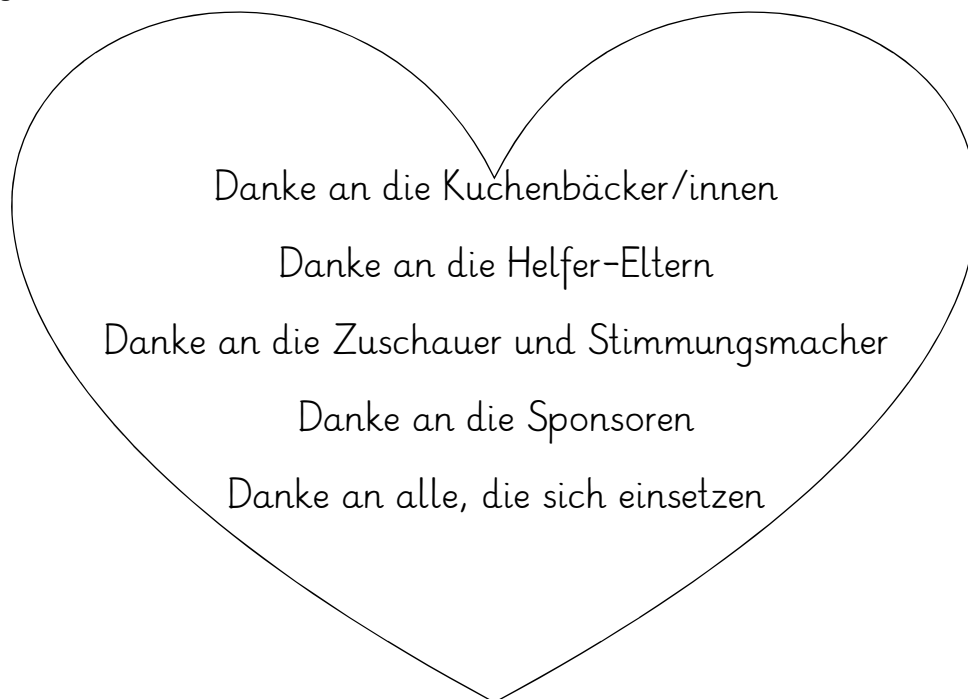 Danke an die Kuchenbäcker/innen
Danke an die Helfer-Eltern
Danke an die Zuschauer und Stimmungsmacher
Danke an die Sponsoren
Danke an alle, die sich einsetzen